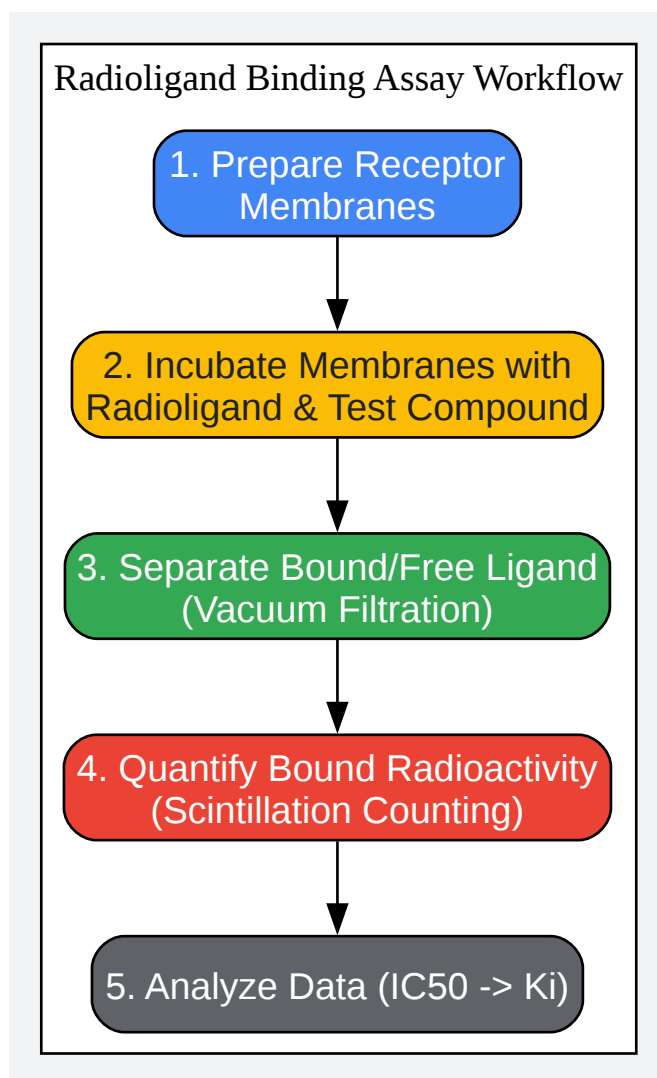 Radioligand Binding Assay Workflow
1. Prepare Receptor
Membranes
2. Incubate Membranes with
Radioligand & Test Compound
3. Separate Bound/Free Ligand
(Vacuum Filtration)
4. Quantify Bound Radioactivity
(Scintillation Counting)
5. Analyze Data (IC50 -> Ki)